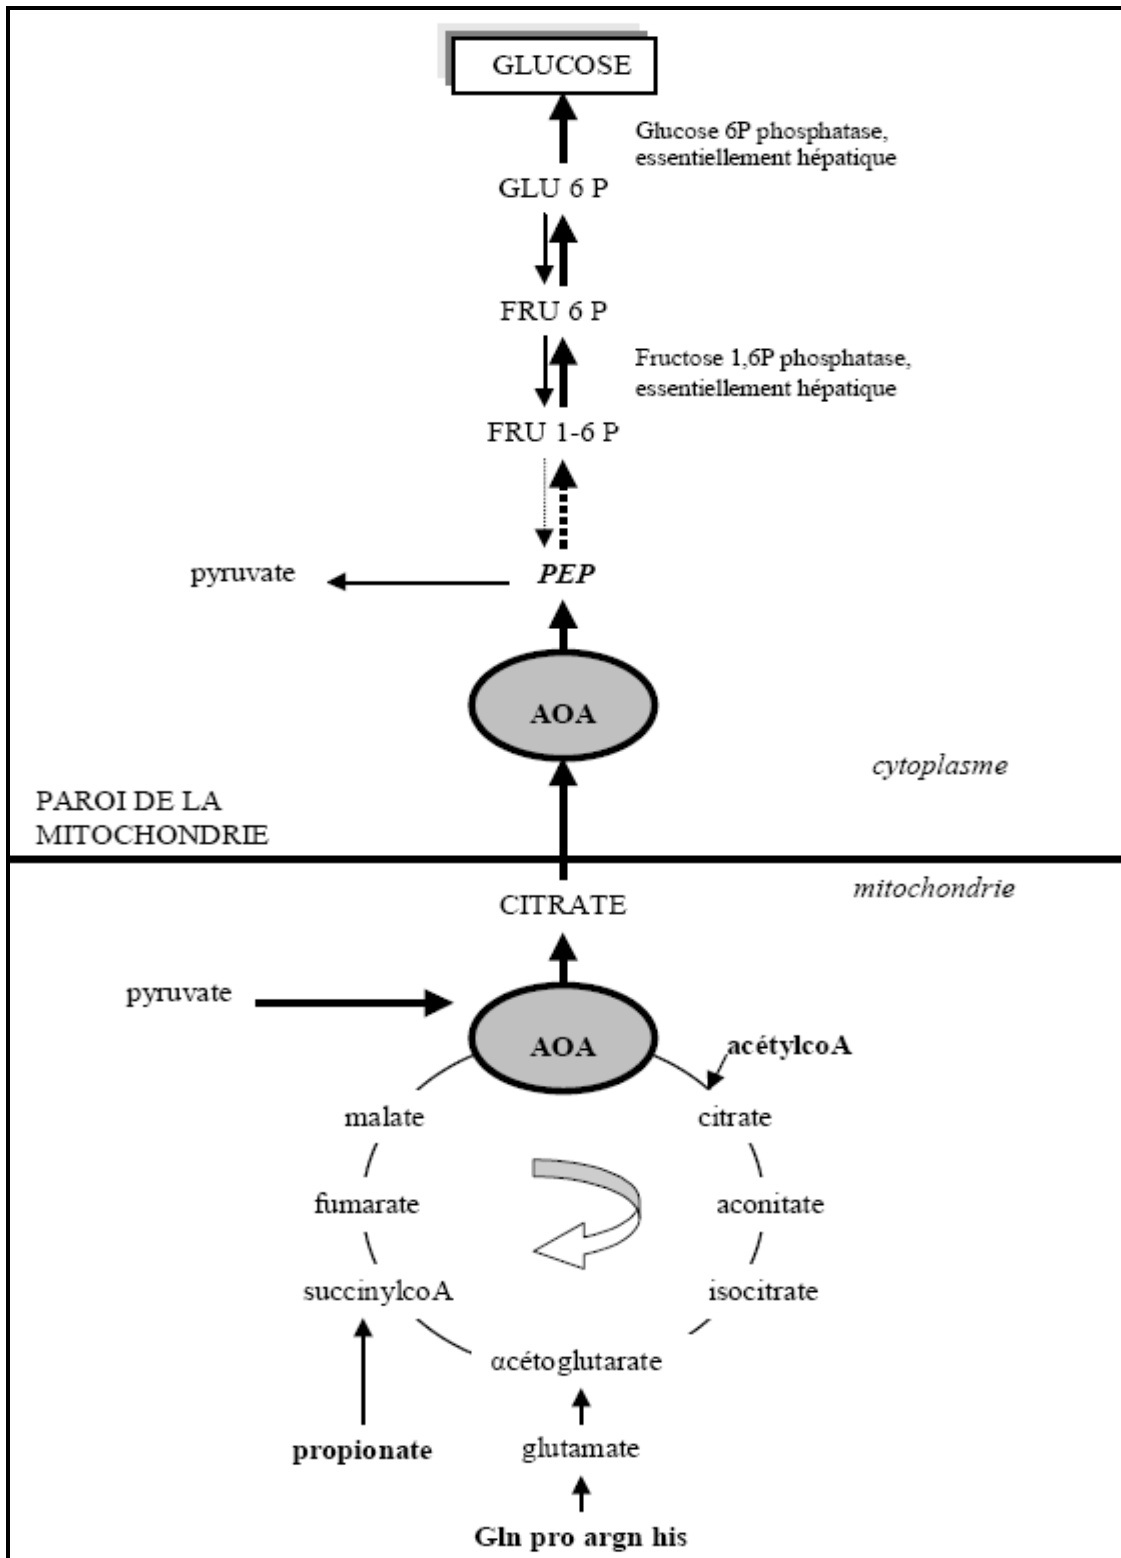 GLUCOSE
Glucose 6P phosphatase,
essentiellement hépatique
GLU 6 P
FRU 6 P
Fructose 1,6P phosphatase,
essentiellement hépatique
FRU 1-6 P
pyruvate
PEP
AOA
cytoplasme
PAROI DE LA
MITOCHONDRIE
mitochondrie
CITRATE
pyruvate
AOA
acétylcoA
malate
citrate
fumarate
aconitate
succinylcoA
isocitrate
αcétoglutarate
propionate
glutamate
Gln pro argn his